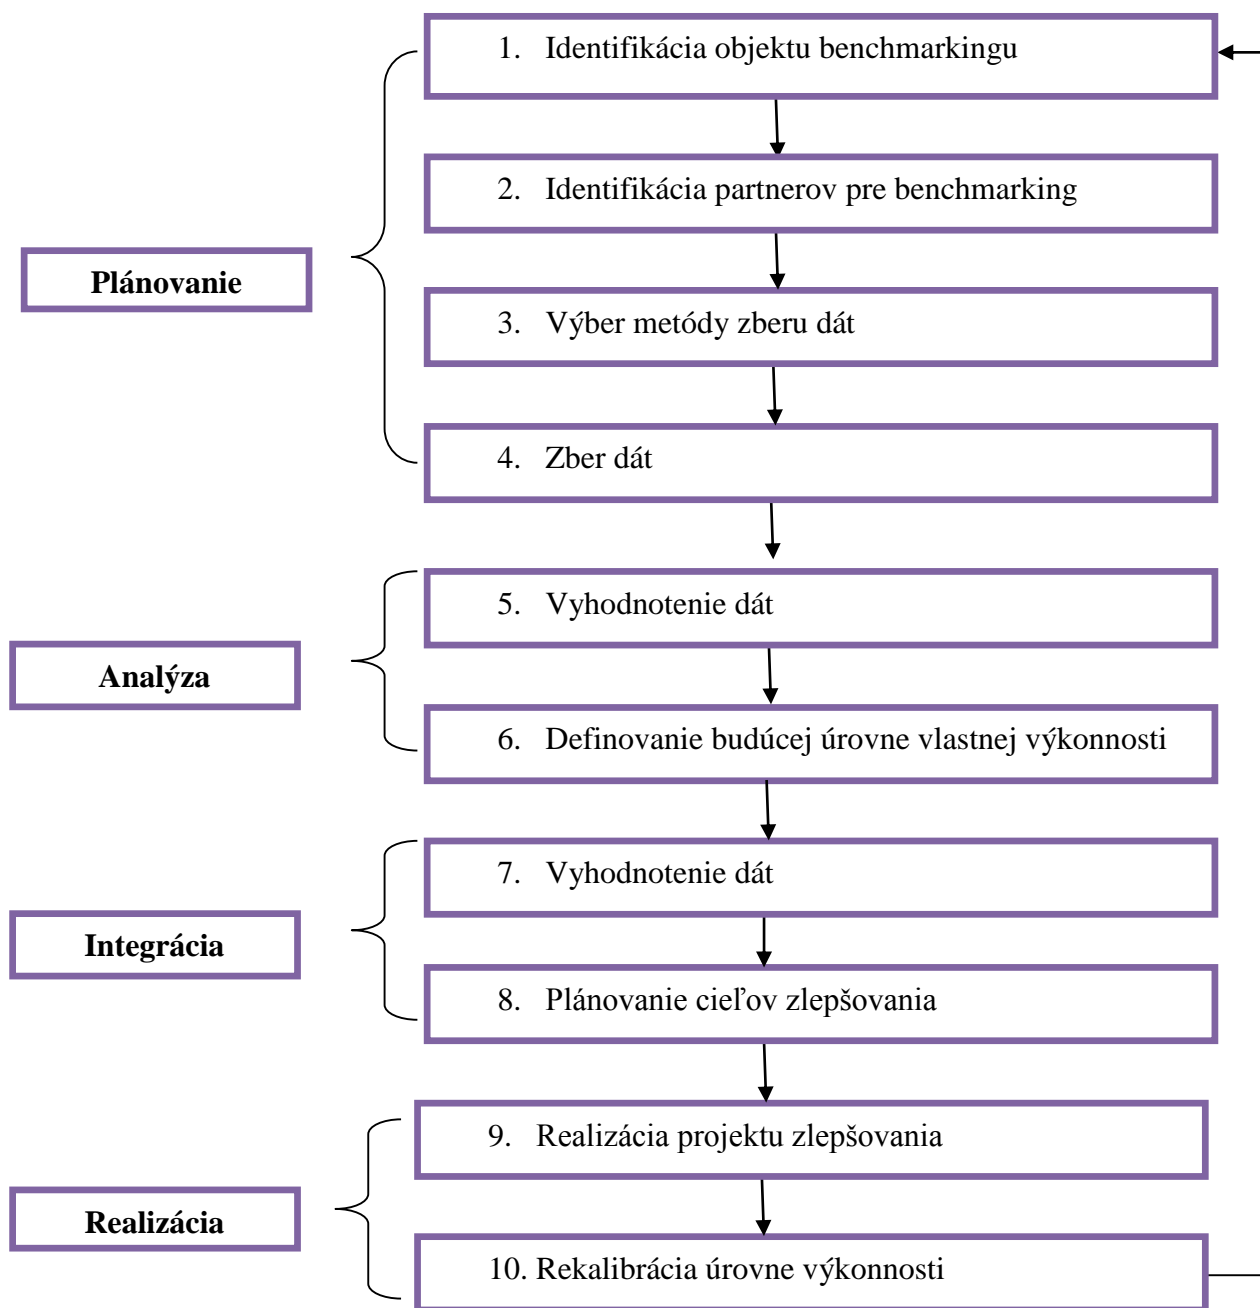 1. Identifikácia objektu benchmarkingu
2. Identifikácia partnerov pre benchmarking
Plánovanie
3. Výber metódy zberu dát
4. Zber dát
5. Vyhodnotenie dát
Analýza
6. Definovanie budúcej úrovne vlastnej výkonnosti
7. Vyhodnotenie dát
Integrácia
8. Plánovanie cieľov zlepšovania
9. Realizácia projektu zlepšovania
Realizácia
10. Rekalibrácia úrovne výkonnosti